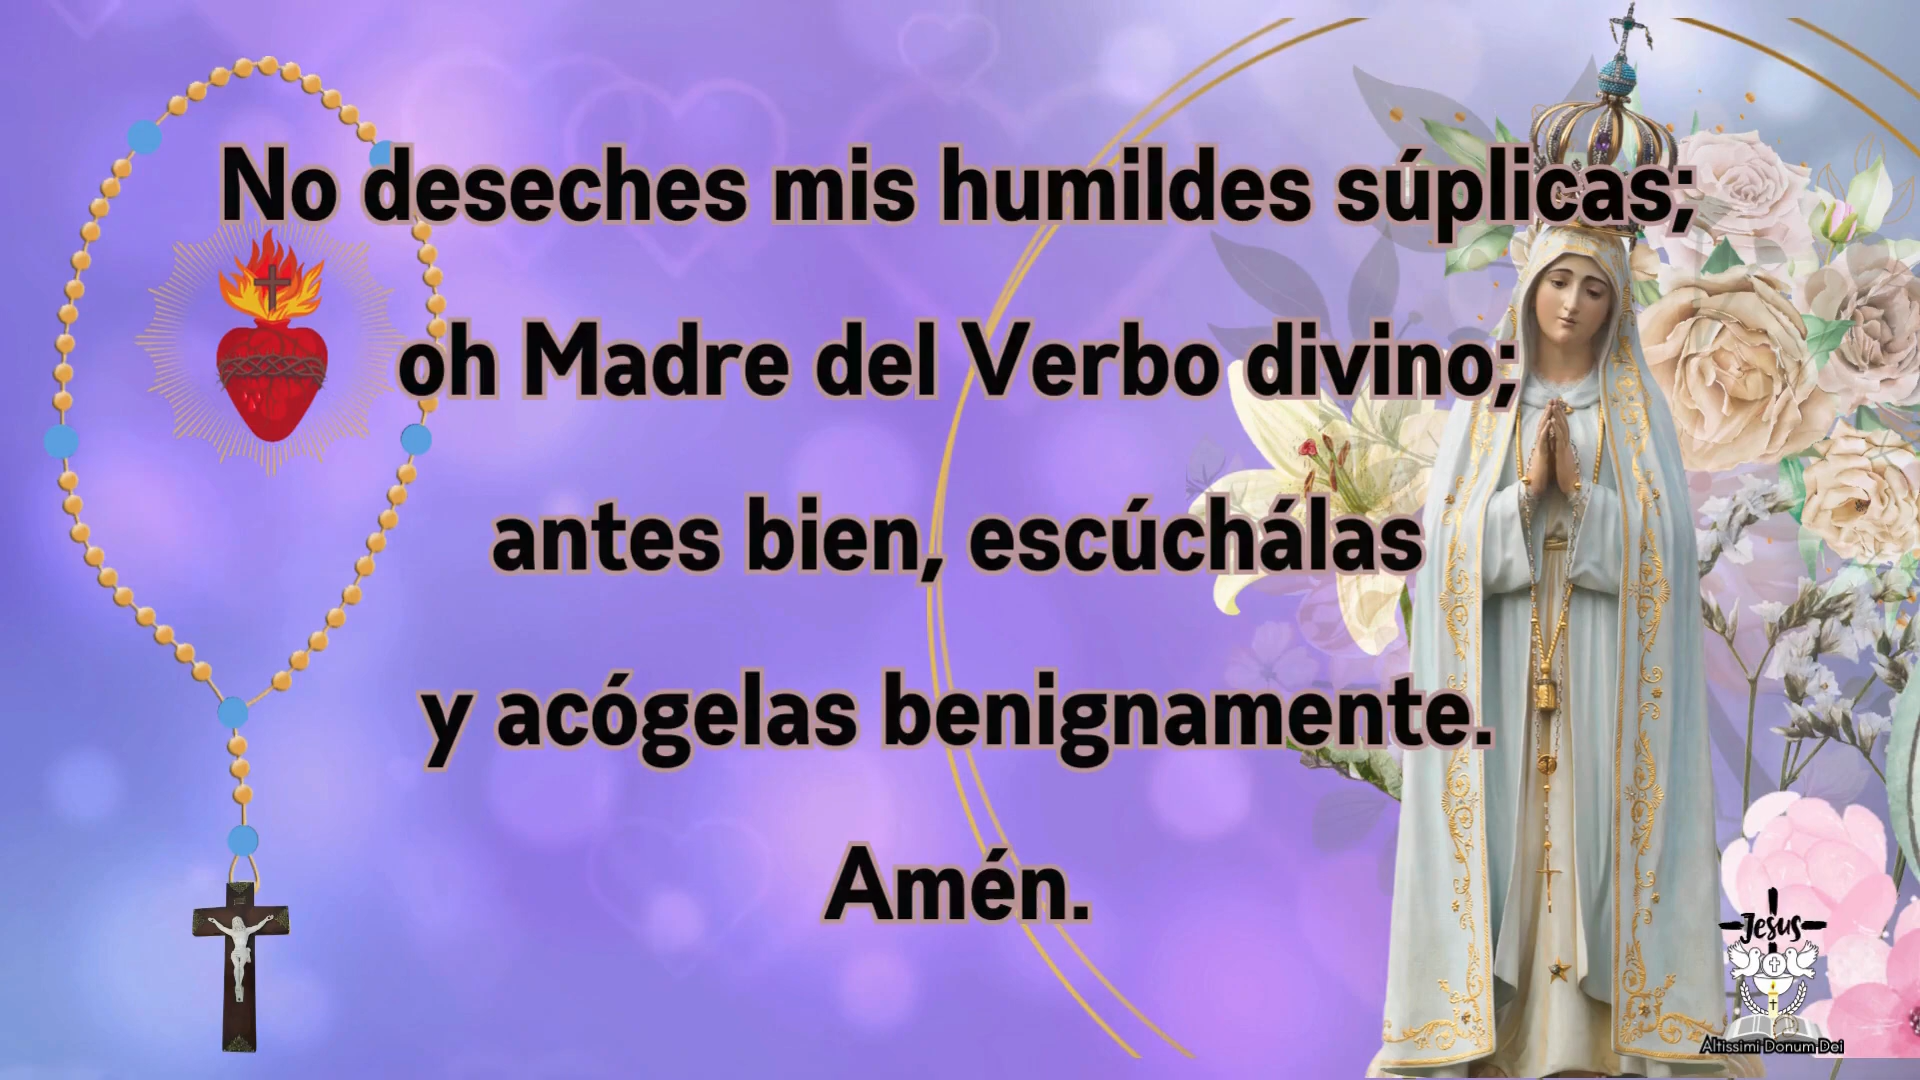 No deseches mis humildes súplicas;
oh Madre del Verbo divino;
antes bien, escúchálas
y acógelas benignamente.
Amén.
Jesus
Altissimi Donum Dei